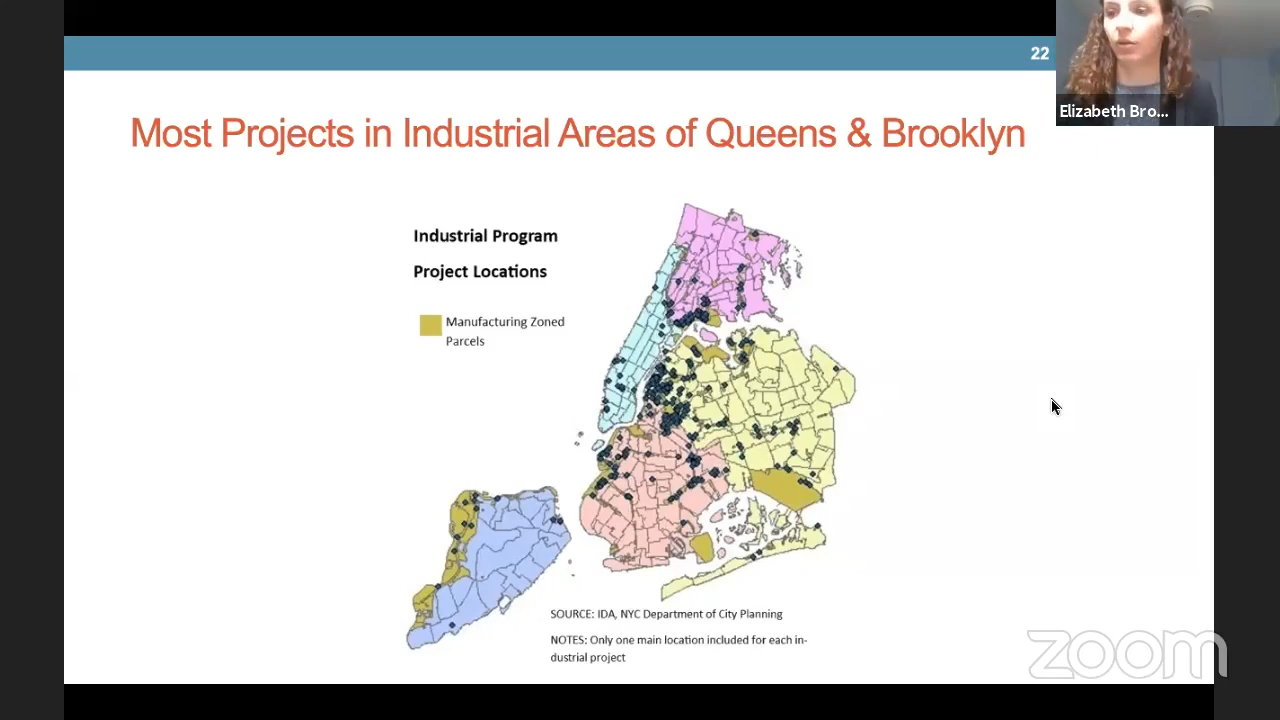 22
Elizabeth Bro...
Most Projects in Industrial Areas of Queens & Brooklyn
Industrial Program
Project Locations
Manufacturing Zoned
Parcels
SOURCE: IDA, NYC Department of City Planning
NOTES: Only one main location included for each in-
dustrial project
zoom